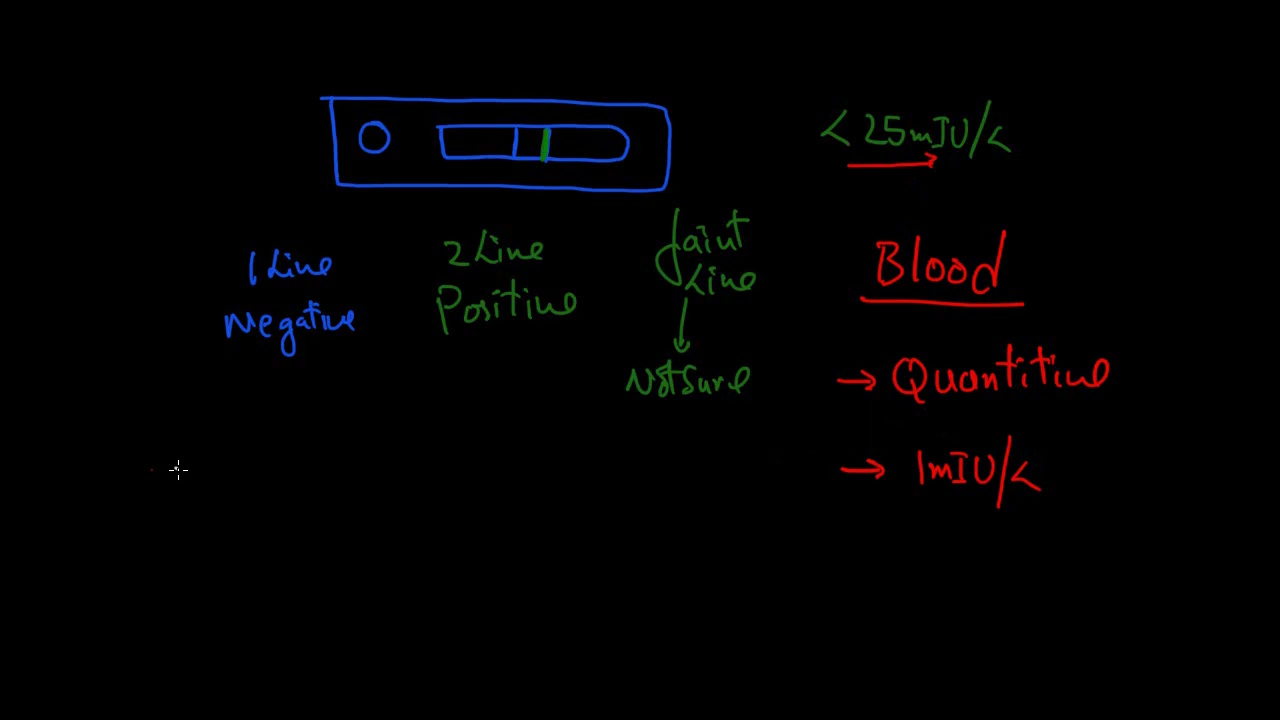 < 25mIU/L
1 Line
Negative
2 Line
Positive
faint
Line
Not Sure
Blood
→ Quantitive
→ 1mIU/L